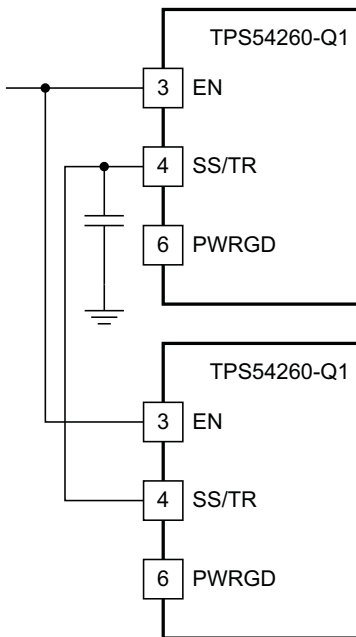 TPS54260-Q1
3 EN
4 SS/TR
6 PWRGD
TPS54260-Q1
3 EN
4 SS/TR
6 PWRGD